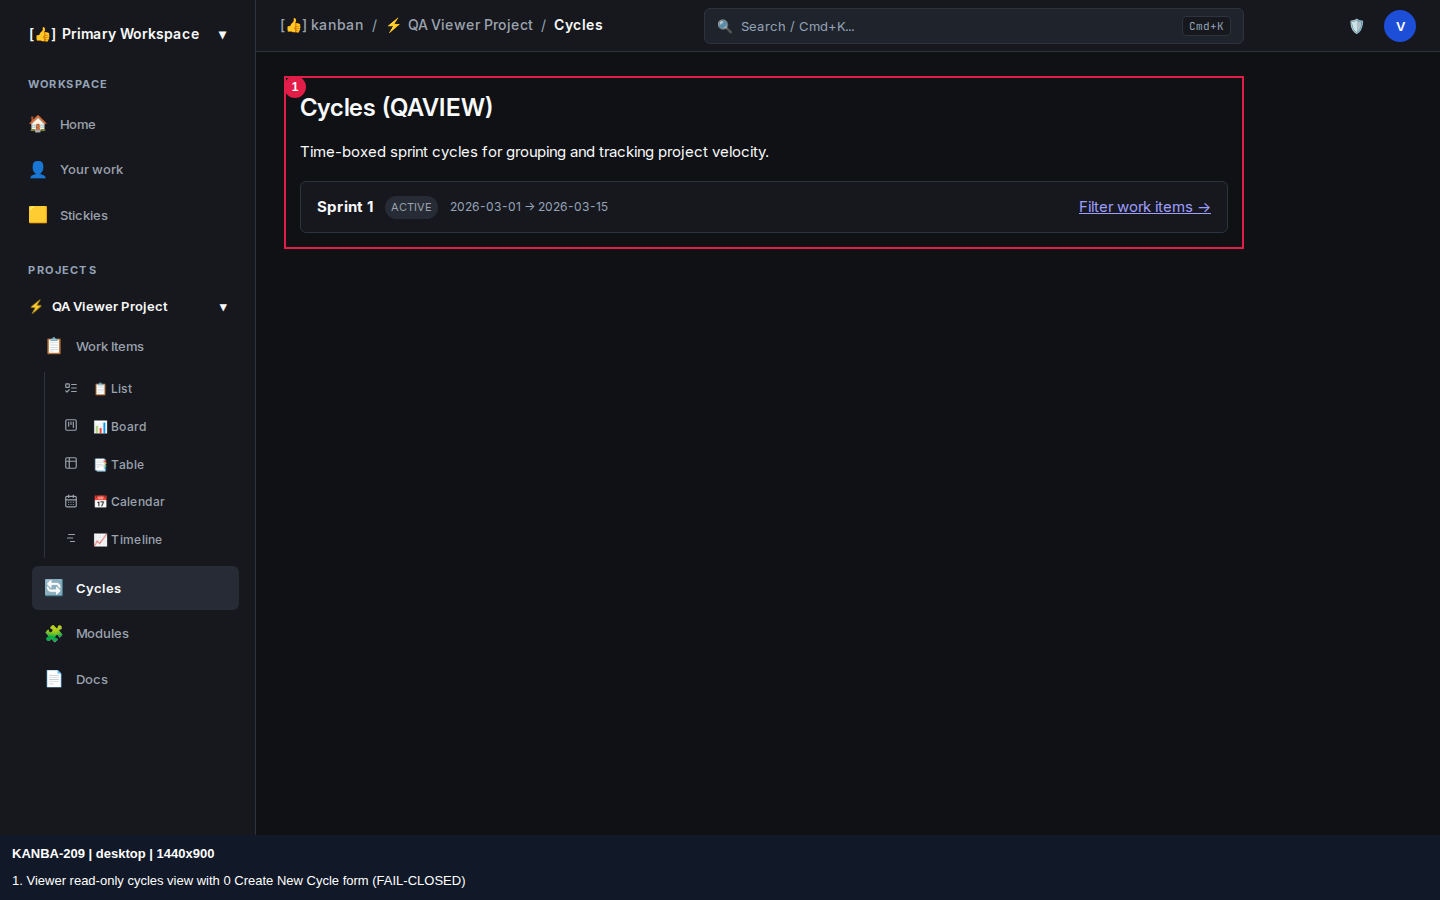 [👍] Primary Workspace ▼
WORKSPACE
🏠 Home
👤 Your work
🟨 Stickies
PROJECTS
⚡ QA Viewer Project ▼
📋 Work Items
📋 List
📊 Board
📑 Table
📅 Calendar
📈 Timeline
🔄 Cycles
🧩 Modules
📄 Docs
[👍] kanban / ⚡ QA Viewer Project / Cycles
🔍 Search / Cmd+K... Cmd+K
🛡️ V
1
Cycles (QAVIEW)
Time-boxed sprint cycles for grouping and tracking project velocity.
Sprint 1 ACTIVE 2026-03-01 → 2026-03-15 Filter work items →
KANBA-209 | desktop | 1440x900
1. Viewer read-only cycles view with 0 Create New Cycle form (FAIL-CLOSED)